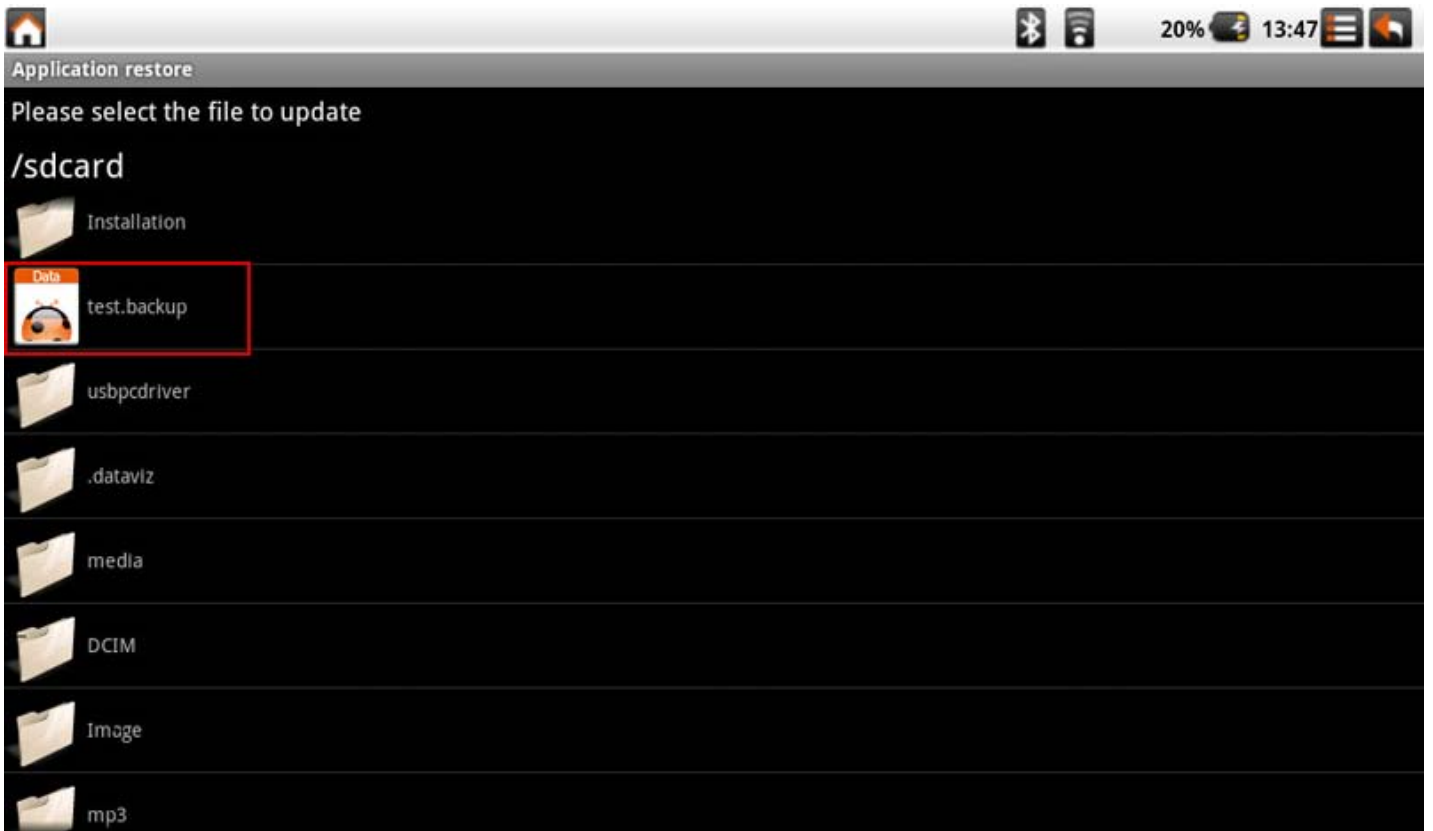 20% 13:47
Application restore
Please select the file to update
/sdcard
Installation
Data
test.backup
usbpcdriver
.dataviz
media
DCIM
Image
mp3